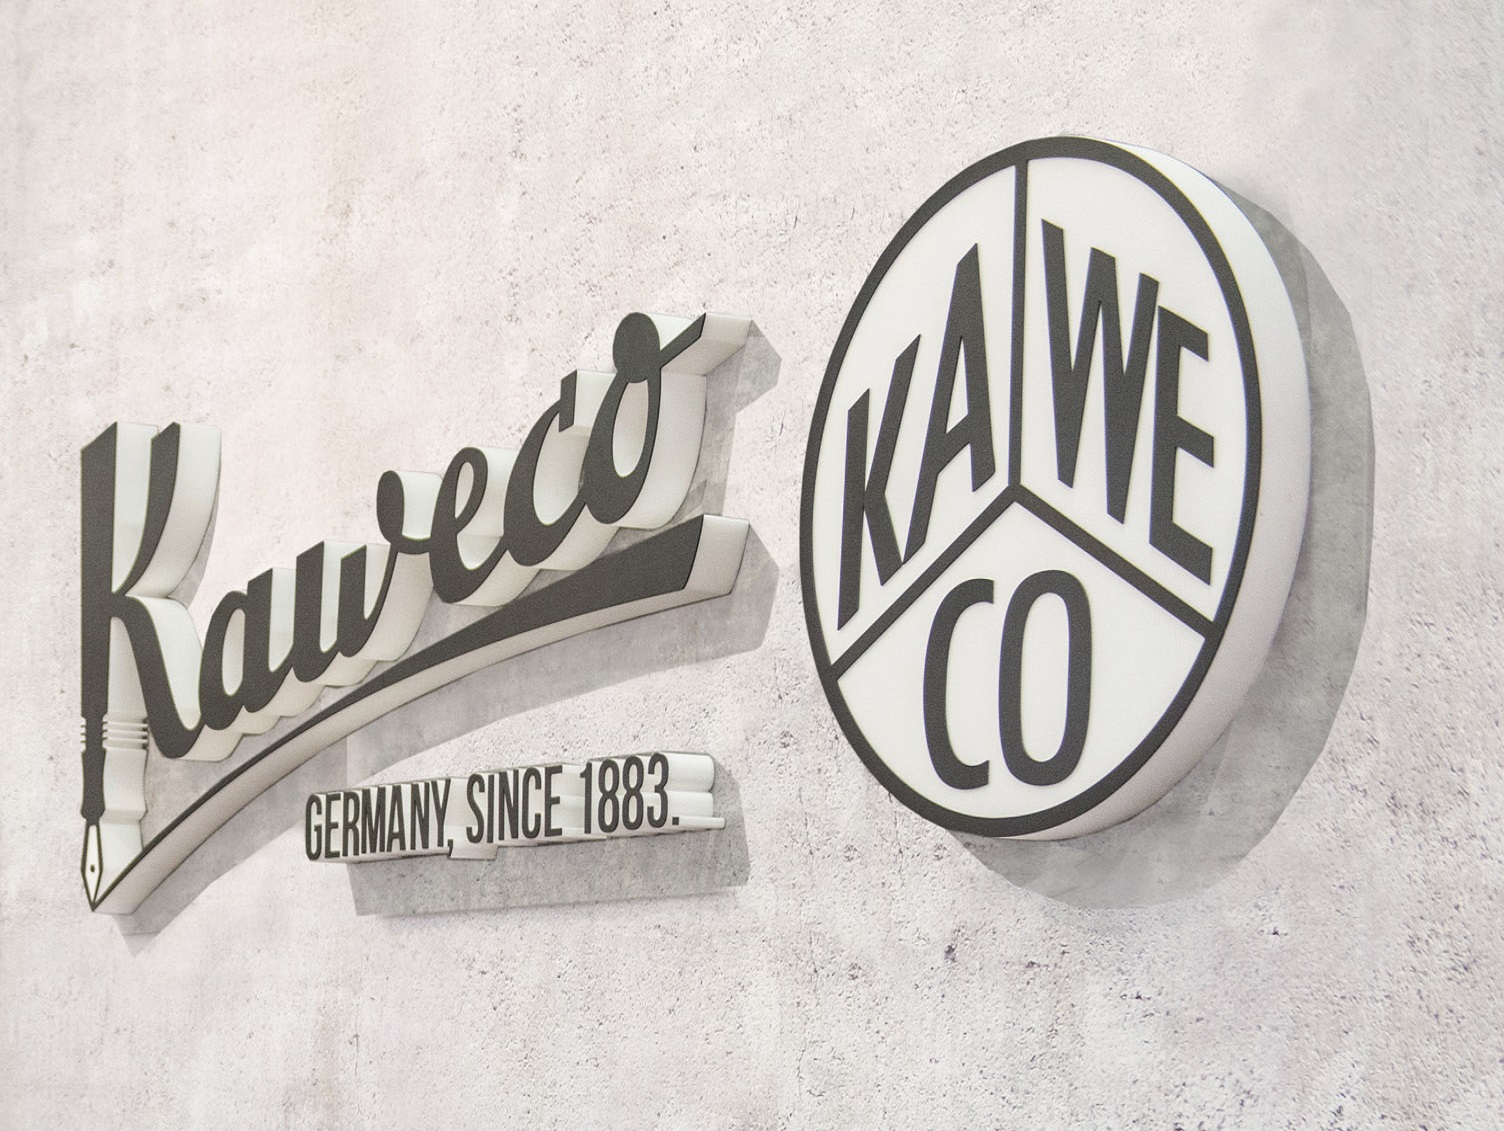 Kaweco
GERMANY, SINCE 1883.
KA WE
CO